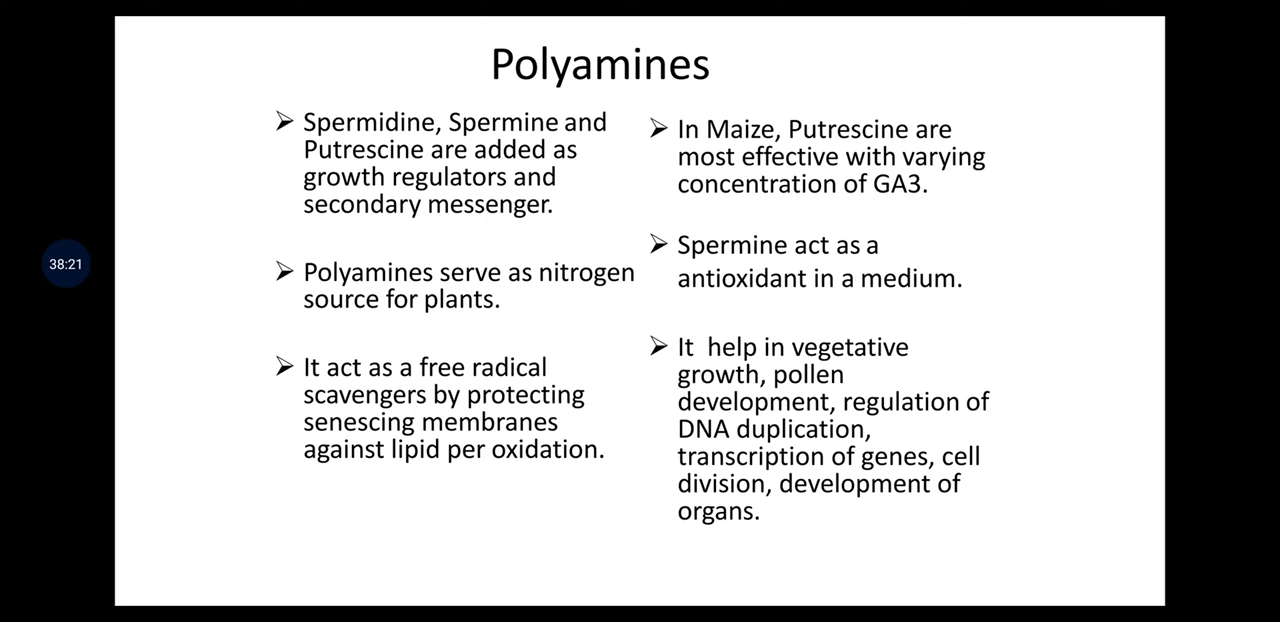 Polyamines
➢ Spermidine, Spermine and
Putrescine are added as
growth regulators and
secondary messenger.
➢ Polyamines serve as nitrogen
source for plants.
➢ It act as a free radical
scavengers by protecting
senescing membranes
against lipid per oxidation.
➢ In Maize, Putrescine are
most effective with varying
concentration of GA3.
➢ Spermine act as a
antioxidant in a medium.
➢ It  help in vegetative
growth, pollen
development, regulation of
DNA duplication,
transcription of genes, cell
division, development of
organs.
38:21